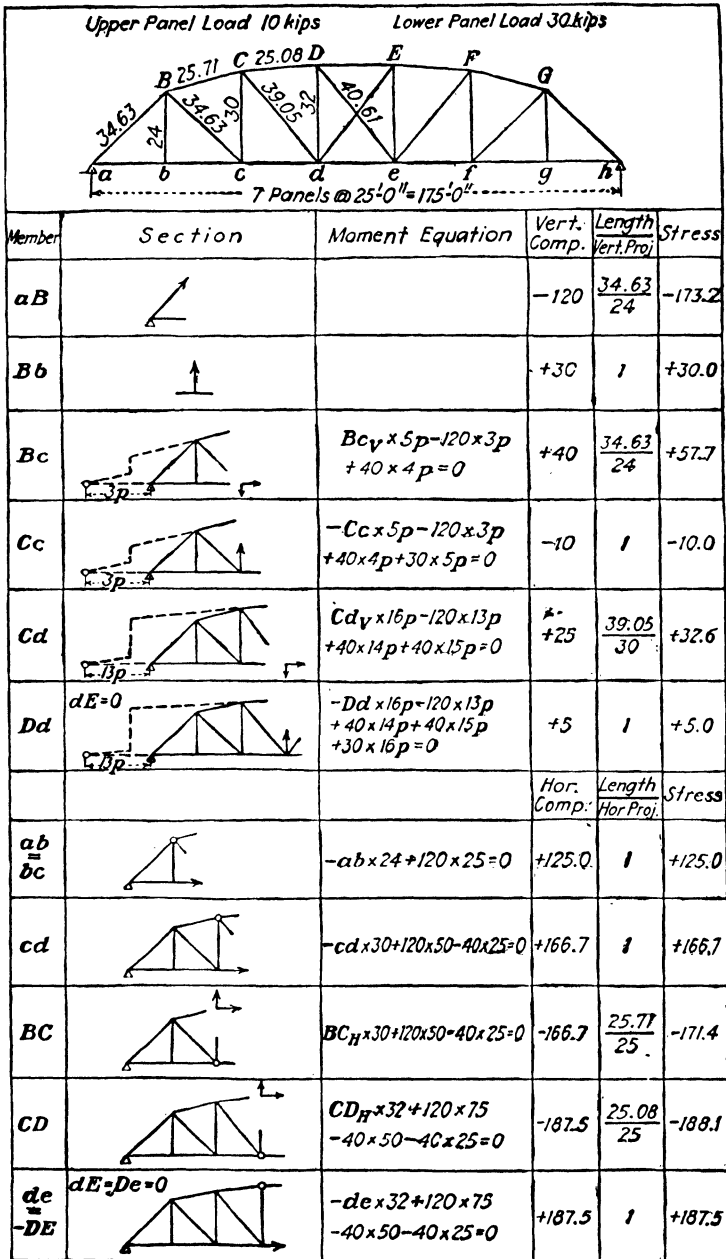 Upper Panel Load 10 kips Lower Panel Load 30 kips
B 25.71 C 25.08 D E F G
34.63 24 34.63 30 39.05 32 40.61
a b c d e f g h
7 Panels @ 25'-0" = 175'-0"
Member Section Moment Equation Vert. Comp. Length/Vert. Proj Stress
aB -120 34.63/24 -173.2
Bb +30 1 +30.0
Bc 3p BcV × 5p - 120 × 3p
+ 40 × 4p = 0 +40 34.63/24 +57.7
Cc 3p -Cc × 5p - 120 × 3p
+40 × 4p + 30 × 5p = 0 -10 1 -10.0
Cd 13p CdV × 16p - 120 × 13p
+40 × 14p + 40 × 15p = 0 +25 39.05/30 +32.6
Dd dE=0 13p -Dd × 16p - 120 × 13p
+ 40 × 14p + 40 × 15p
+30 × 16p = 0 +5 1 +5.0
Hor. Comp. Length/Hor Proj. Stress
ab = bc -ab × 24 + 120 × 25 = 0 +125.0 1 +125.0
cd -cd × 30 + 120 × 50 - 40 × 25 = 0 +166.7 1 +166.7
BC BCH × 30 + 120 × 50 - 40 × 25 = 0 -166.7 25.71/25 -171.4
CD CDH × 32 + 120 × 75
-40 × 50 - 40 × 25 = 0 -187.5 25.08/25 -188.1
de = -DE dE=De=0 -de × 32 + 120 × 75
-40 × 50 - 40 × 25 = 0 +187.5 1 +187.5